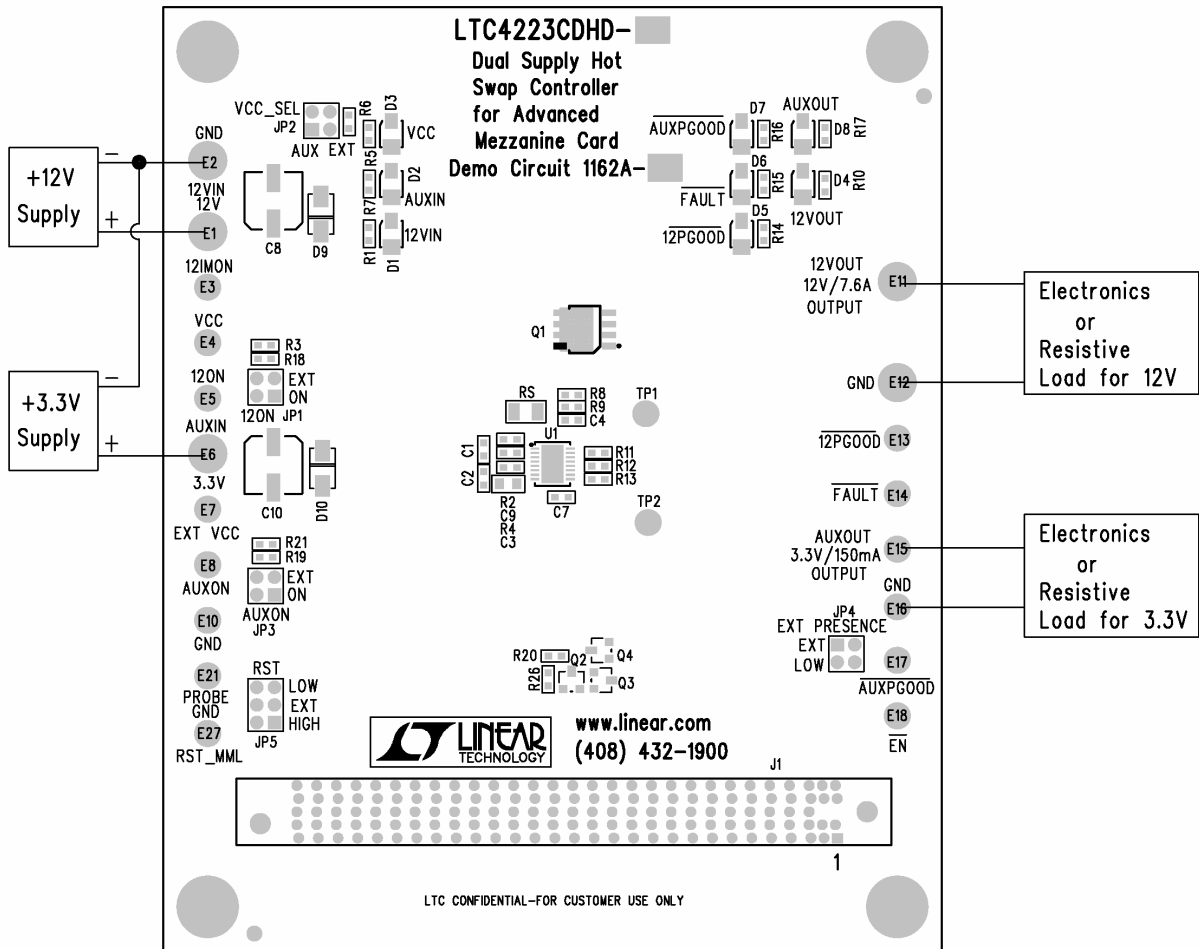 LTC4223CDHD-
Dual Supply Hot
Swap Controller
for Advanced
Mezzanine Card
Demo Circuit 1162A-
+12V
Supply
-
+
+3.3V
Supply
-
+
GND
E2
12VIN
12V
E1
12IMON
E3
VCC
E4
12ON
E5
AUXIN
E6
3.3V
E7
EXT VCC
E8
AUXON
E10
GND
E21
PROBE
GND
E27
RST_MML
VCC_SEL
JP2
AUX EXT
R6
D3
VCC
R5
D2
AUXIN
R7
12VIN
R1
D1
C8
D9
R3
R18
EXT
ON
12ON JP1
C10
D10
R21
R19
EXT
ON
AUXON
JP3
RST
LOW
EXT
HIGH
JP5
Q1
RS
R8
R9
C4
TP1
U1
C1
C2
R11
R12
R13
R2
C9
R4
C3
C7
TP2
R20
Q2
Q4
R26
Q3
D7
AUXPGOOD
R16
AUXOUT
D8
R17
D6
FAULT
R15
D4
R10
12VOUT
D5
12PGOOD
R14
12VOUT
12V/7.6A
OUTPUT
E11
GND
E12
12PGOOD
E13
FAULT
E14
AUXOUT
3.3V/150mA
OUTPUT
E15
GND
E16
JP4
EXT PRESENCE
EXT
LOW
E17
AUXPGOOD
E18
EN
Electronics
or
Resistive
Load for 12V
Electronics
or
Resistive
Load for 3.3V
LINEAR
TECHNOLOGY
www.linear.com
(408) 432-1900
J1
1
LTC CONFIDENTIAL-FOR CUSTOMER USE ONLY